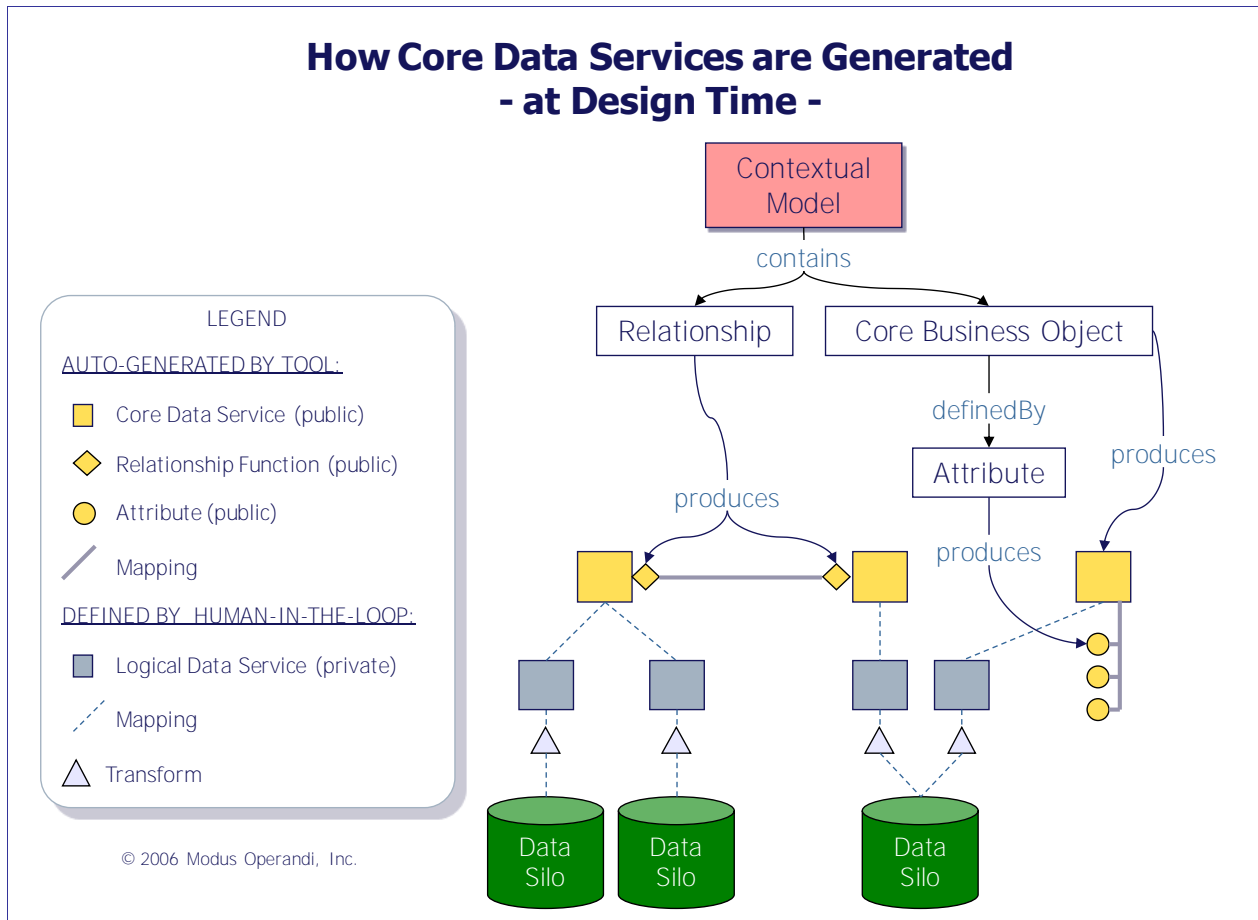 How Core Data Services are Generated
- at Design Time -
Contextual
Model
contains
Relationship
Core Business Object
definedBy
Attribute
produces
produces
produces
LEGEND
AUTO-GENERATED BY TOOL:
Core Data Service (public)
Relationship Function (public)
Attribute (public)
Mapping
DEFINED BY HUMAN-IN-THE-LOOP:
Logical Data Service (private)
Mapping
Transform
Data
Silo
Data
Silo
Data
Silo
© 2006 Modus Operandi, Inc.